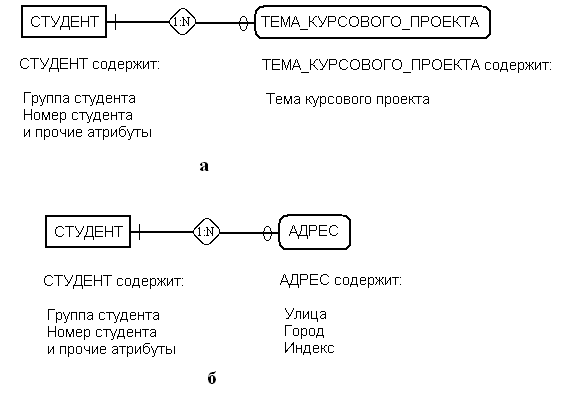 СТУДЕНТ 1:N ТЕМА_КУРСОВОГО_ПРОЕКТА
СТУДЕНТ содержит: ТЕМА_КУРСОВОГО_ПРОЕКТА содержит:
Группа студента Тема курсового проекта
Номер студента
и прочие атрибуты
а
СТУДЕНТ 1:N АДРЕС
СТУДЕНТ содержит: АДРЕС содержит:
Группа студента Улица
Номер студента Город
и прочие атрибуты Индекс
б